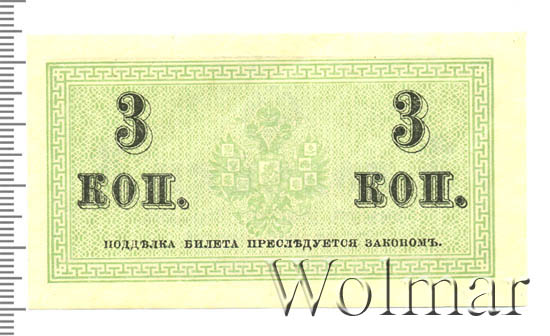 3 3
КОП. КОП.
ПОДДѢЛКА БИЛЕТА ПРЕСЛѢДУЕТСЯ ЗАКОНОМЪ.
Wolmar